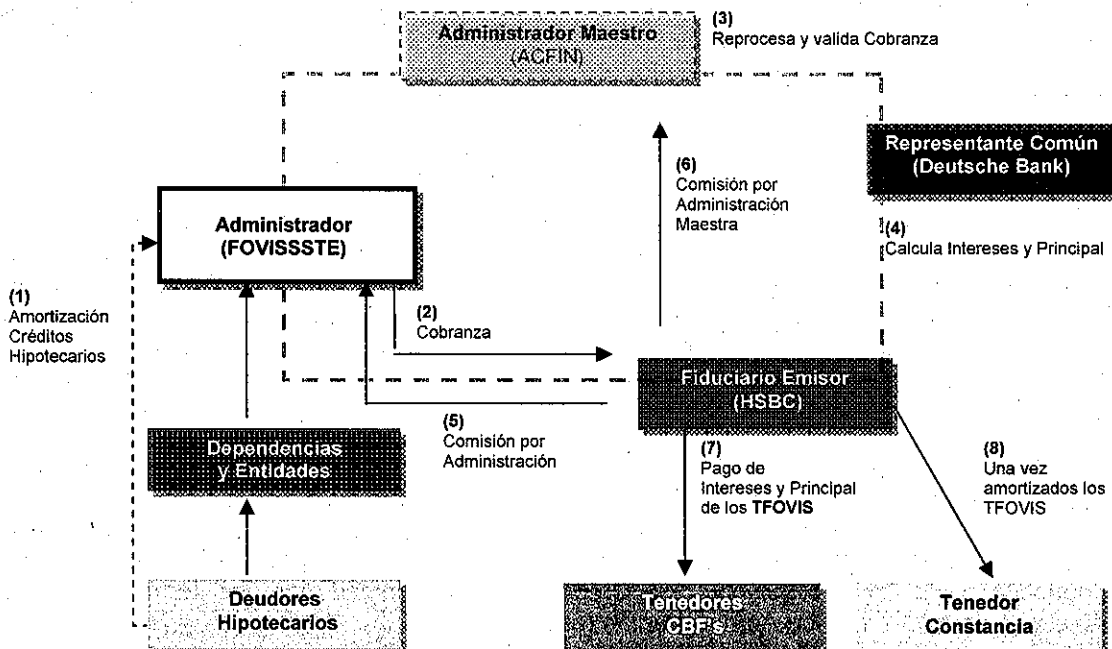 Administrador Maestro
(ACFIN)
(3)
Reprocesa y valida Cobranza
Representante Común
(Deutsche Bank)
(6)
Comisión por
Administración
Maestra
Administrador
(FOVISSSTE)
(4)
Calcula Intereses y Principal
(1)
Amortización
Créditos
Hipotecarios
(2)
Cobranza
Fiduciario Emisor
(HSBC)
(5)
Comisión por
Administración
Dependencias
y Entidades
(7)
Pago de
Intereses y Principal
de los TFOVIS
(8)
Una vez
amortizados los
TFOVIS
Deudores
Hipotecarios
Tenedores
CBF's
Tenedor
Constancia